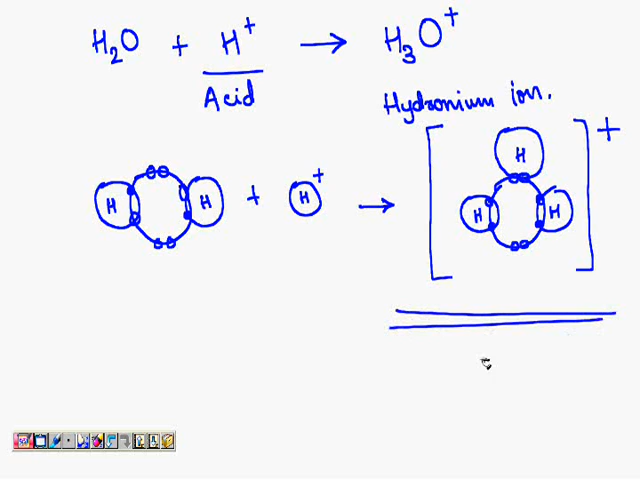 H₂O + H⁺ → H₃O⁺
Acid
Hydronium ion.
H H + H⁺ → [H H H]⁺